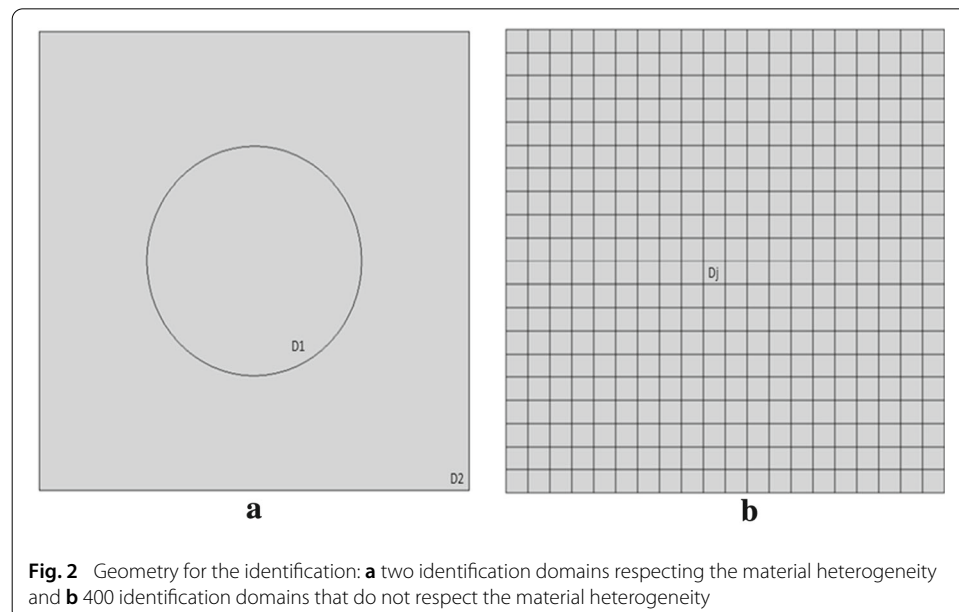 D1
D2
a
Dj
b
Fig. 2 Geometry for the identification: a two identification domains respecting the material heterogeneity
and b 400 identification domains that do not respect the material heterogeneity